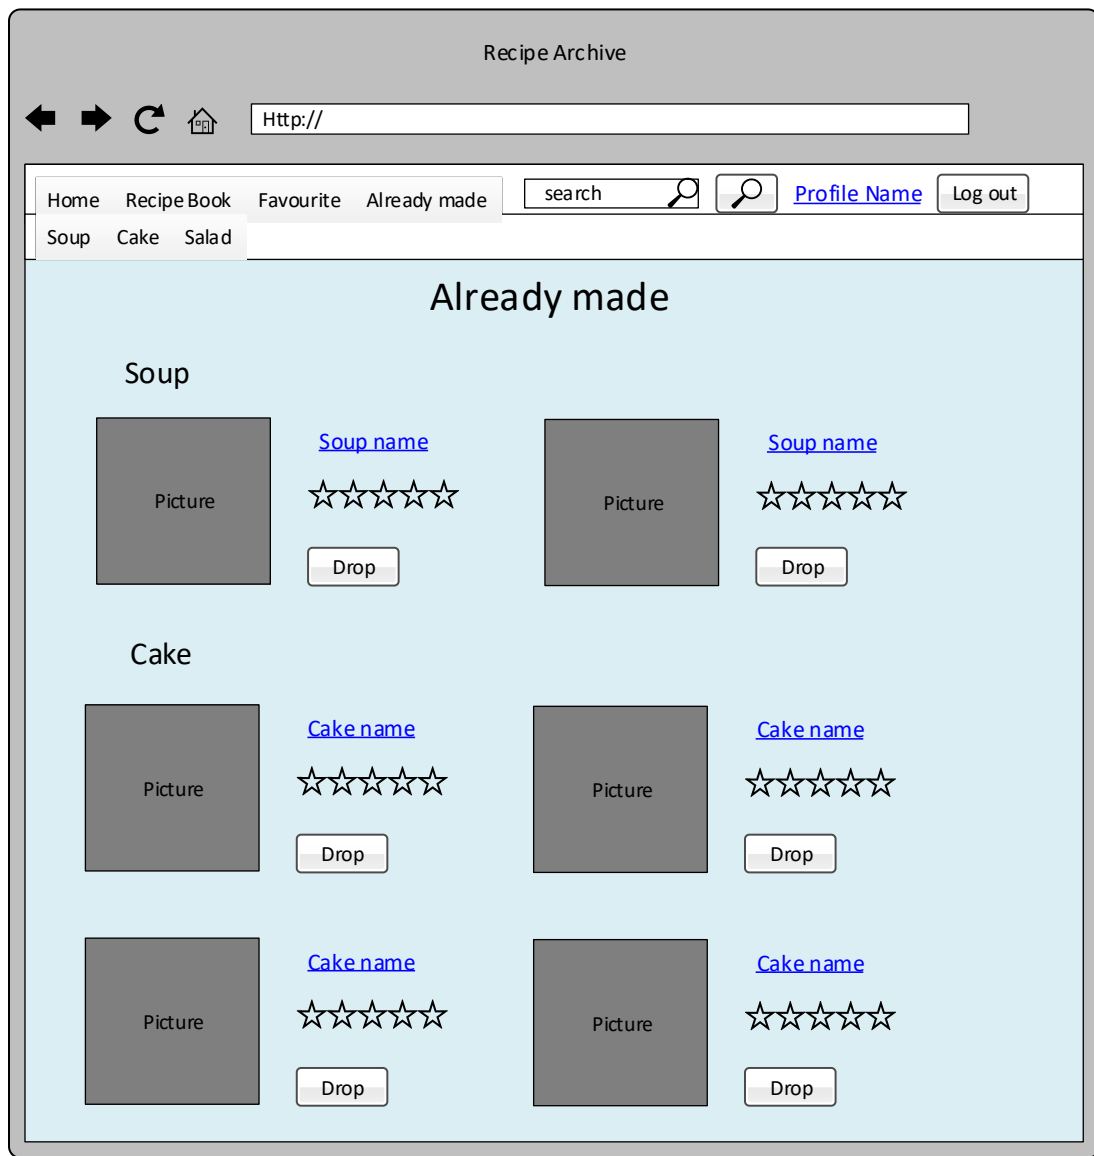 Recipe Archive
Http://
Home Recipe Book Favourite Already made search Profile Name Log out
Soup Cake Salad
Already made
Soup
Soup name Soup name
Picture Picture
Drop Drop
Cake
Cake name Cake name
Picture Picture
Drop Drop
Cake name Cake name
Picture Picture
Drop Drop